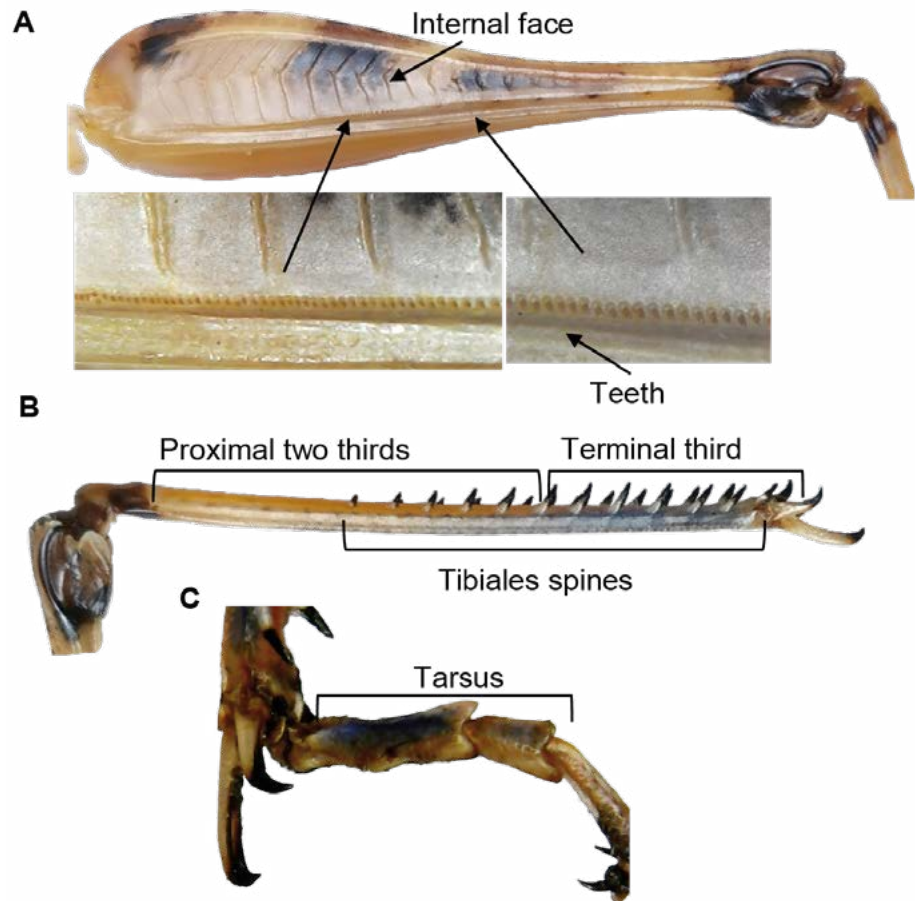 A
Internal face
Teeth
B
Proximal two thirds
Terminal third
Tibiales spines
C
Tarsus